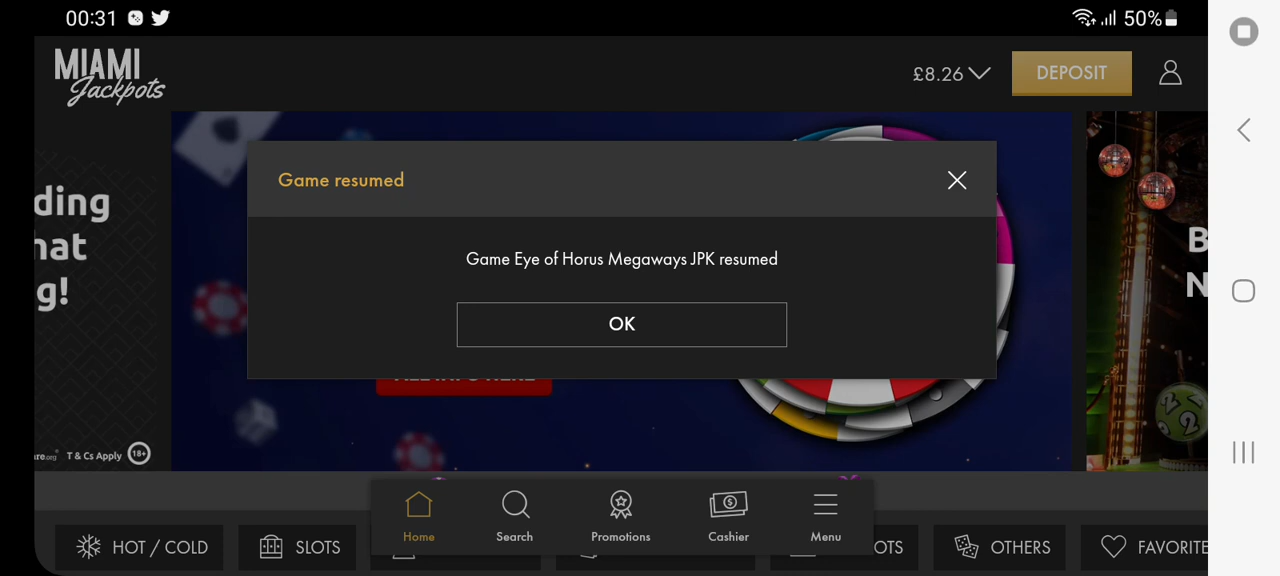 00:31
50%
MIAMI
Jackpots
£8.26
DEPOSIT
Game resumed
Game Eye of Horus Megaways JPK resumed
OK
ding
hat
g!
T & Cs Apply 18+
B
N
22
Home
Search
Promotions
Cashier
Menu
HOT / COLD
SLOTS
OTS
OTHERS
FAVORITE